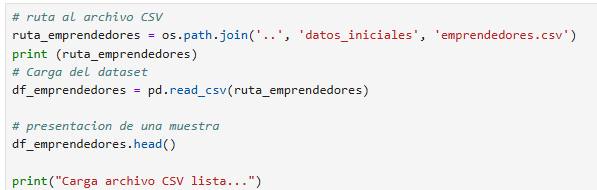 # ruta al archivo CSV
ruta_emprendedores = os.path.join('..', 'datos_iniciales', 'emprendedores.csv')
print (ruta_emprendedores)
# Carga del dataset
df_emprendedores = pd.read_csv(ruta_emprendedores)
# presentacion de una muestra
df_emprendedores.head()
print("Carga archivo CSV lista...")